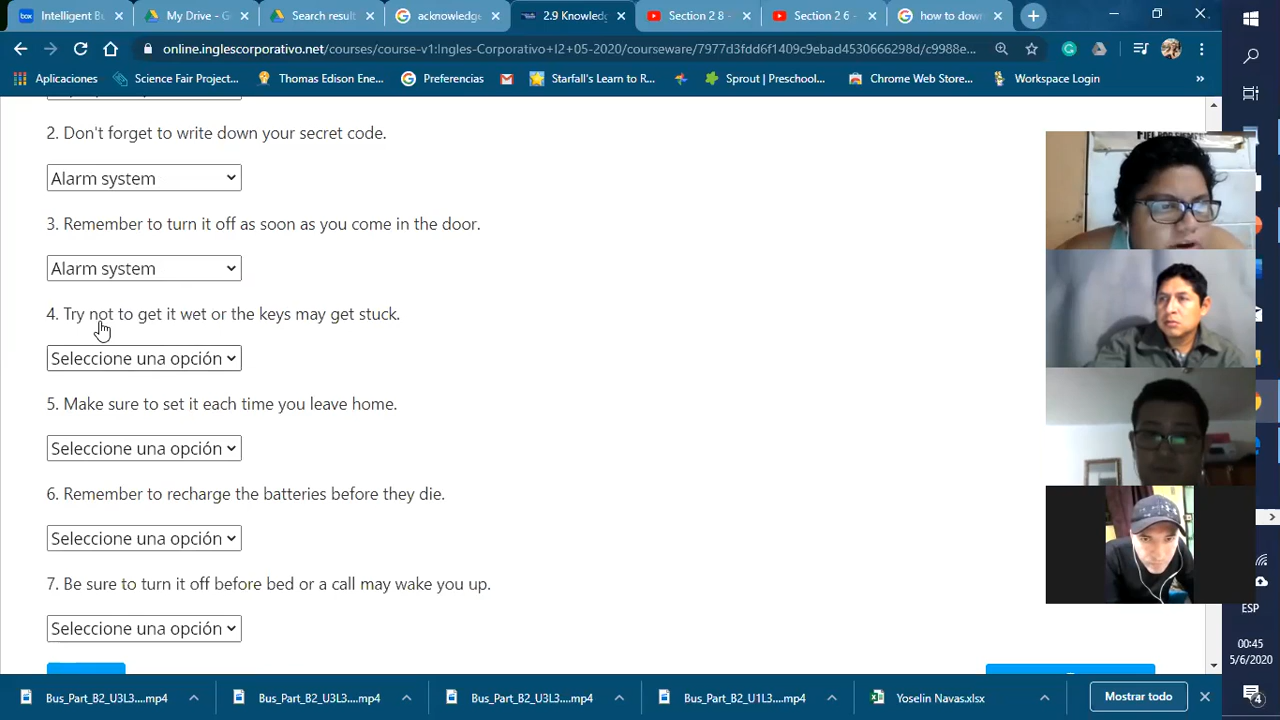 Intelligent Bu
My Drive - G
Search result
acknowledge
2.9 Knowledg
Section 2 8 -
Section 2 6 -
how to down
online.inglescorporativo.net/courses/course-v1:Ingles-Corporativo+I2+05-2020/courseware/7977d3fdd6f1409c9ebad4530666298d/c9988e...
Aplicaciones
Science Fair Project...
Thomas Edison Ene...
Preferencias
Starfall's Learn to R...
Sprout | Preschool...
Chrome Web Store...
Workspace Login
»
2. Don't forget to write down your secret code.
Alarm system
3. Remember to turn it off as soon as you come in the door.
Alarm system
4. Try not to get it wet or the keys may get stuck.
Seleccione una opción
5. Make sure to set it each time you leave home.
Seleccione una opción
6. Remember to recharge the batteries before they die.
Seleccione una opción
7. Be sure to turn it off before bed or a call may wake you up.
Seleccione una opción
ESP
00:45
5/6/2020
4
Bus_Part_B2_U3L3....mp4
Bus_Part_B2_U3L3....mp4
Bus_Part_B2_U3L3....mp4
Bus_Part_B2_U1L3....mp4
Yoselin Navas.xlsx
Mostrar todo